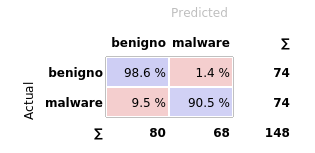 Predicted
benigno malware ∑
benigno 98.6 % 1.4 % 74
Actual
malware 9.5 % 90.5 % 74
∑ 80 68 148